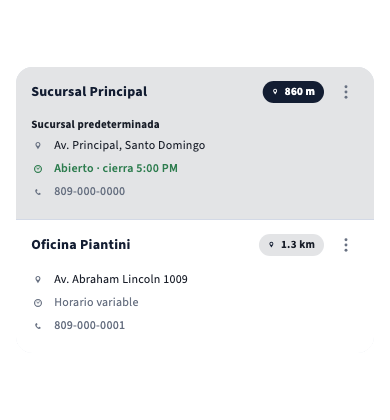 Sucursal Principal
860 m
Sucursal predeterminada
Av. Principal, Santo Domingo
Abierto · cierra 5:00 PM
809-000-0000
Oficina Piantini
1.3 km
Av. Abraham Lincoln 1009
Horario variable
809-000-0001